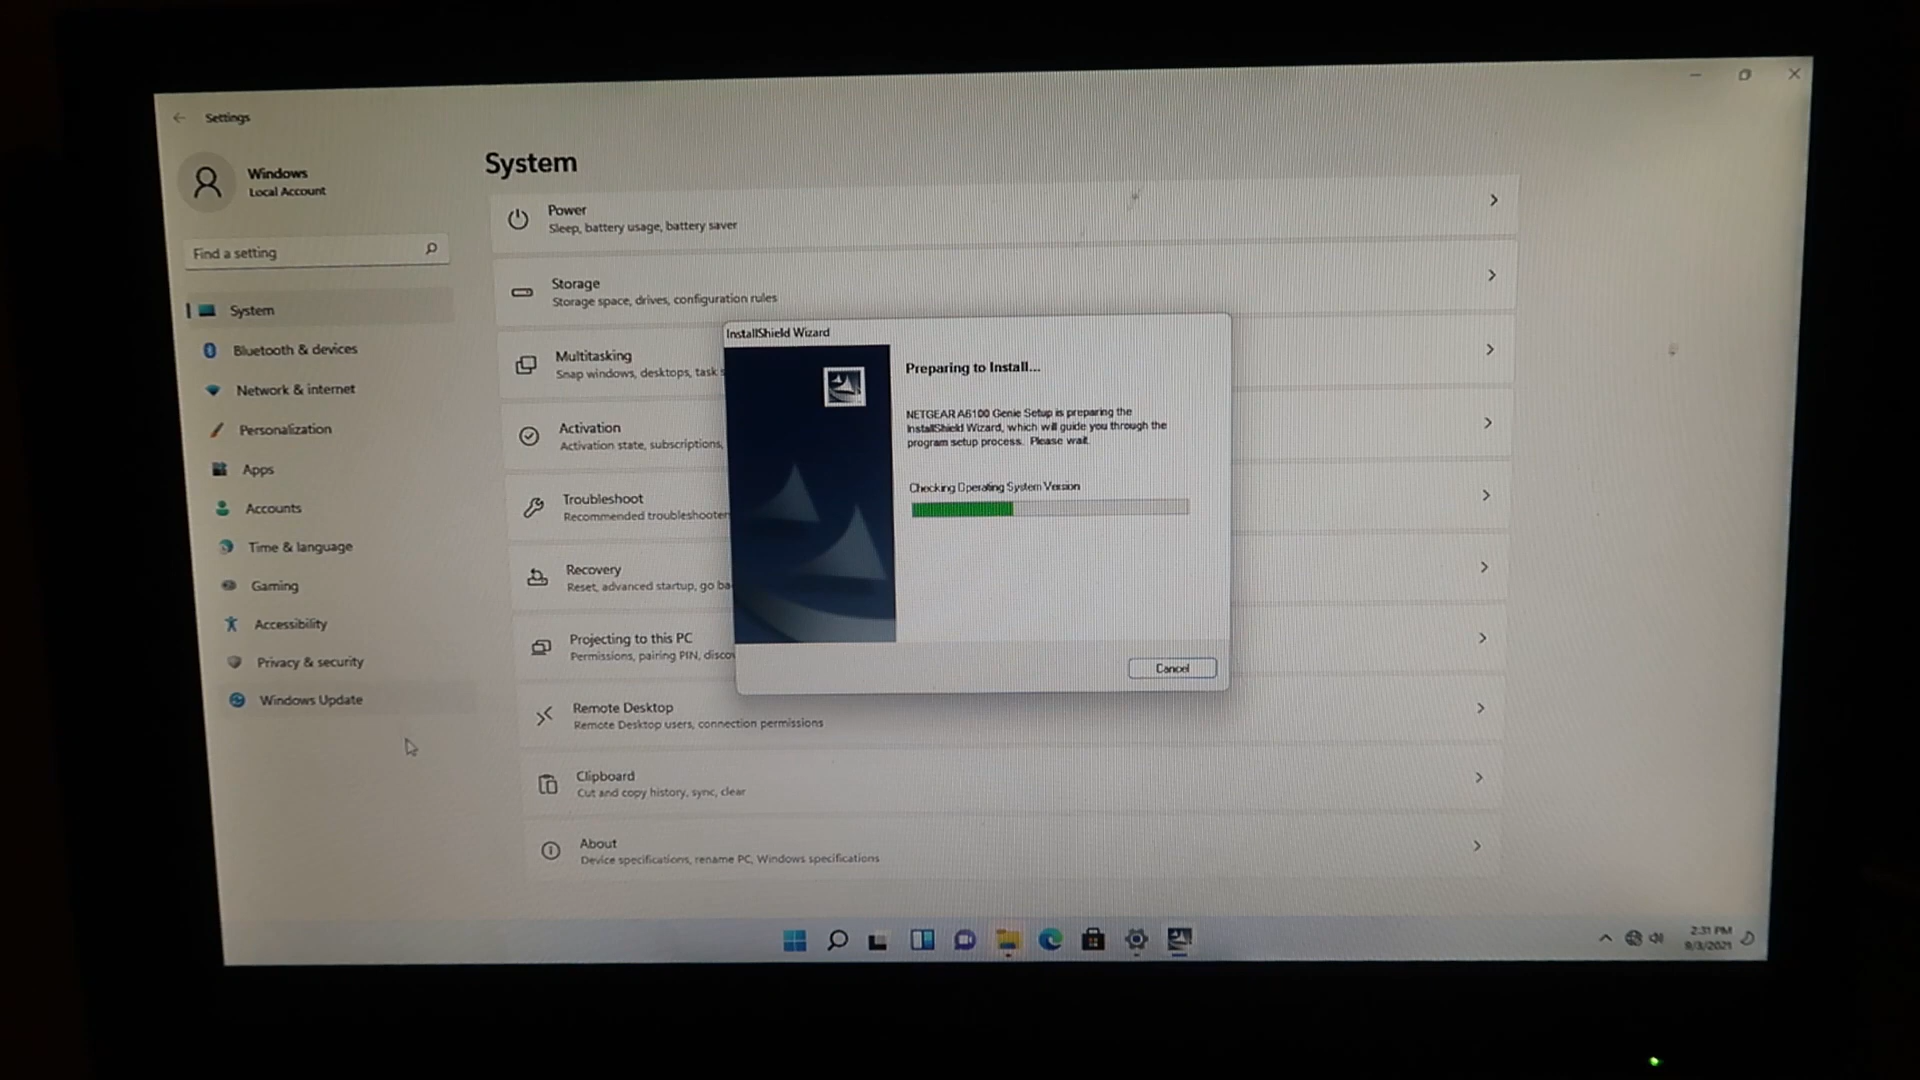 Settings
Windows
Local Account
Find a setting
System
Bluetooth & devices
Network & internet
Personalization
Apps
Accounts
Time & language
Gaming
Accessibility
Privacy & security
Windows Update
System
Power
Sleep, battery usage, battery saver
Storage
Storage space, drives, configuration rules
Multitasking
Snap windows, desktops, task s
Activation
Activation state, subscriptions,
Troubleshoot
Recommended troubleshooter
Recovery
Reset, advanced startup, go ba
Projecting to this PC
Permissions, pairing PIN, disco
Remote Desktop
Remote Desktop users, connection permissions
Clipboard
Cut and copy history, sync, clear
About
Device specifications, rename PC, Windows specifications
InstallShield Wizard
Preparing to Install...
NETGEAR A6100 Genie Setup is preparing the
InstallShield Wizard, which will guide you through the
program setup process. Please wait.
Checking Operating System Version
Cancel
2:31 PM